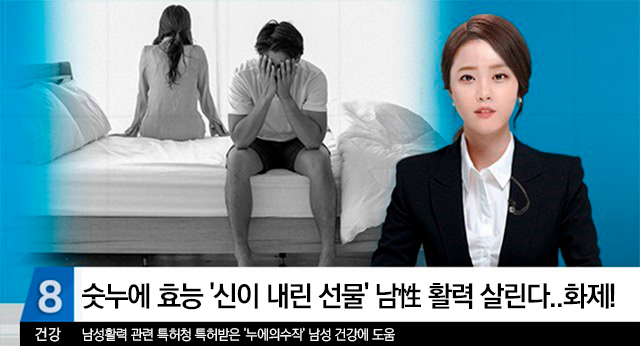 8
숫누에 효능 '신이 내린 선물' 남性 활력 살린다..화제!
건강
남성활력 관련 특허청 특허받은 '누에의수작' 남성 건강에 도움